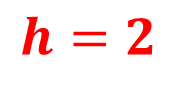 h = 2